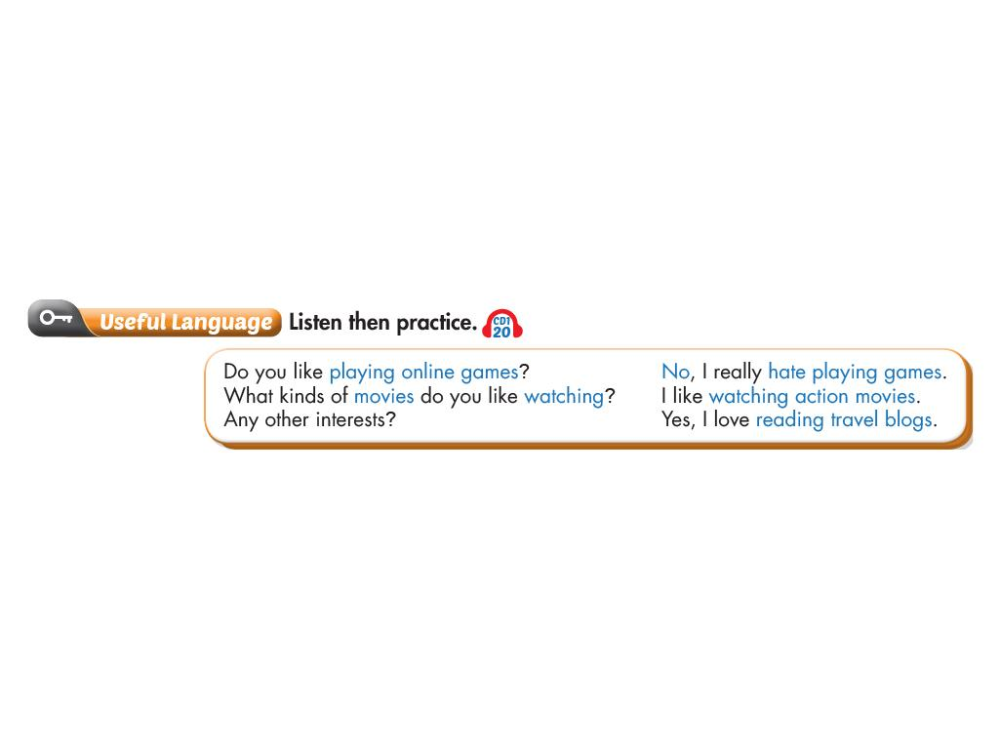 Useful Language Listen then practice. CD1 20
Do you like playing online games? No, I really hate playing games.
What kinds of movies do you like watching? I like watching action movies.
Any other interests? Yes, I love reading travel blogs.